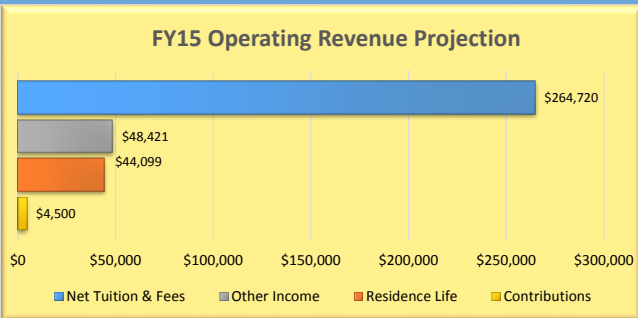 FY15 Operating Revenue Projection
$264,720
$48,421
$44,099
$4,500
$0 $50,000 $100,000 $150,000 $200,000 $250,000 $300,000
Net Tuition & Fees Other Income Residence Life Contributions